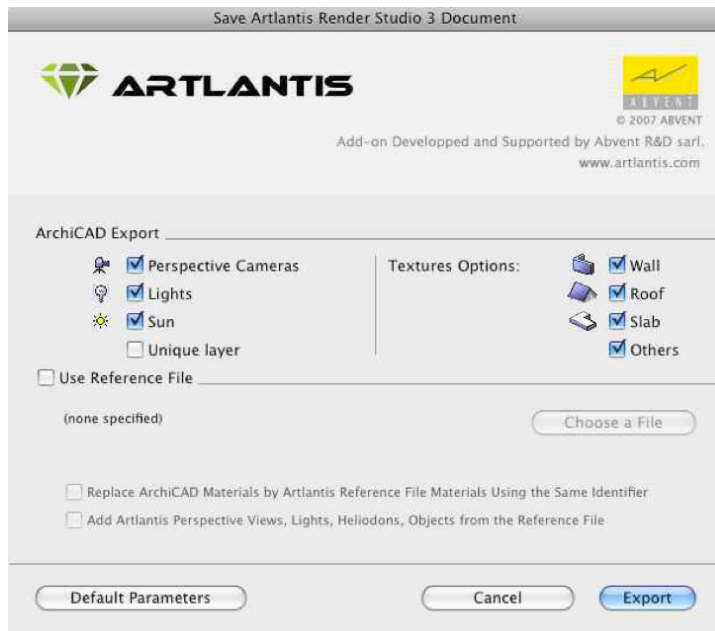 Save Artlantis Render Studio 3 Document
ARTLANTIS
ABVENT
© 2007 ABVENT
Add-on Developped and Supported by Abvent R&D sarl.
www.artlantis.com
ArchiCAD Export
Perspective Cameras
Lights
Sun
Unique layer
Textures Options:
Wall
Roof
Slab
Others
Use Reference File
(none specified)
Choose a File
Replace ArchiCAD Materials by Artlantis Reference File Materials Using the Same Identifier
Add Artlantis Perspective Views, Lights, Heliodons, Objects from the Reference File
Default Parameters
Cancel
Export